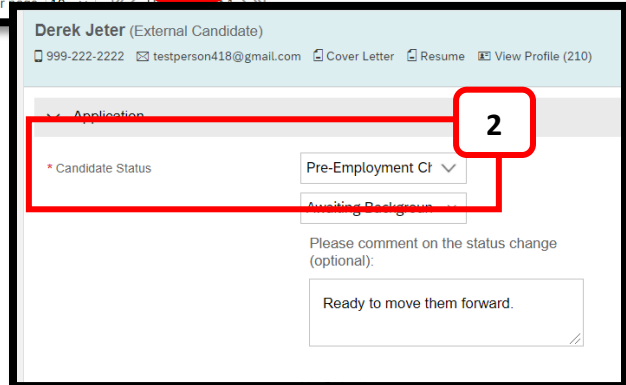 Derek Jeter (External Candidate)
999-222-2222 testperson418@gmail.com Cover Letter Resume View Profile (210)
Application
2
* Candidate Status
Pre-Employment Ch
Awaiting Backgroun
Please comment on the status change
(optional):
Ready to move them forward.